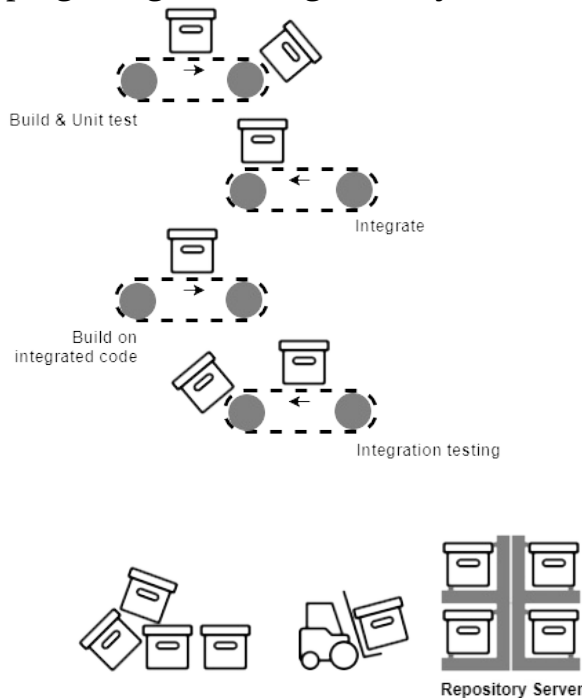 Build & Unit test
Integrate
Build on
integrated code
Integration testing
Repository Server